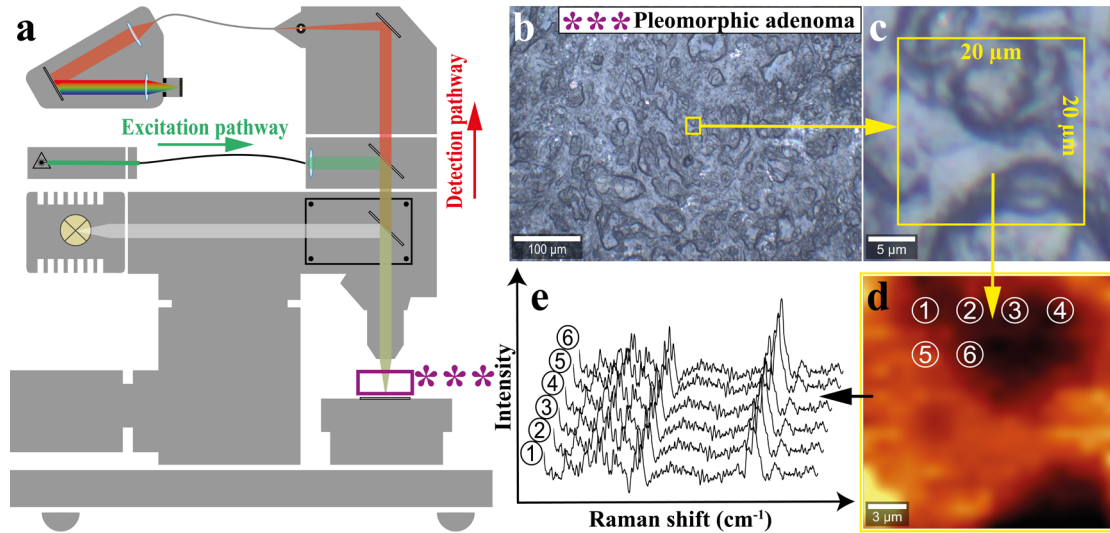 a
Excitation pathway
Detection pathway
***
b
*** Pleomorphic adenoma
100 µm
c
20 µm
20 µm
5 µm
d
① ② ③ ④
⑤ ⑥
3 µm
e
Intensity
⑥
⑤
④
③
②
①
Raman shift (cm⁻¹)